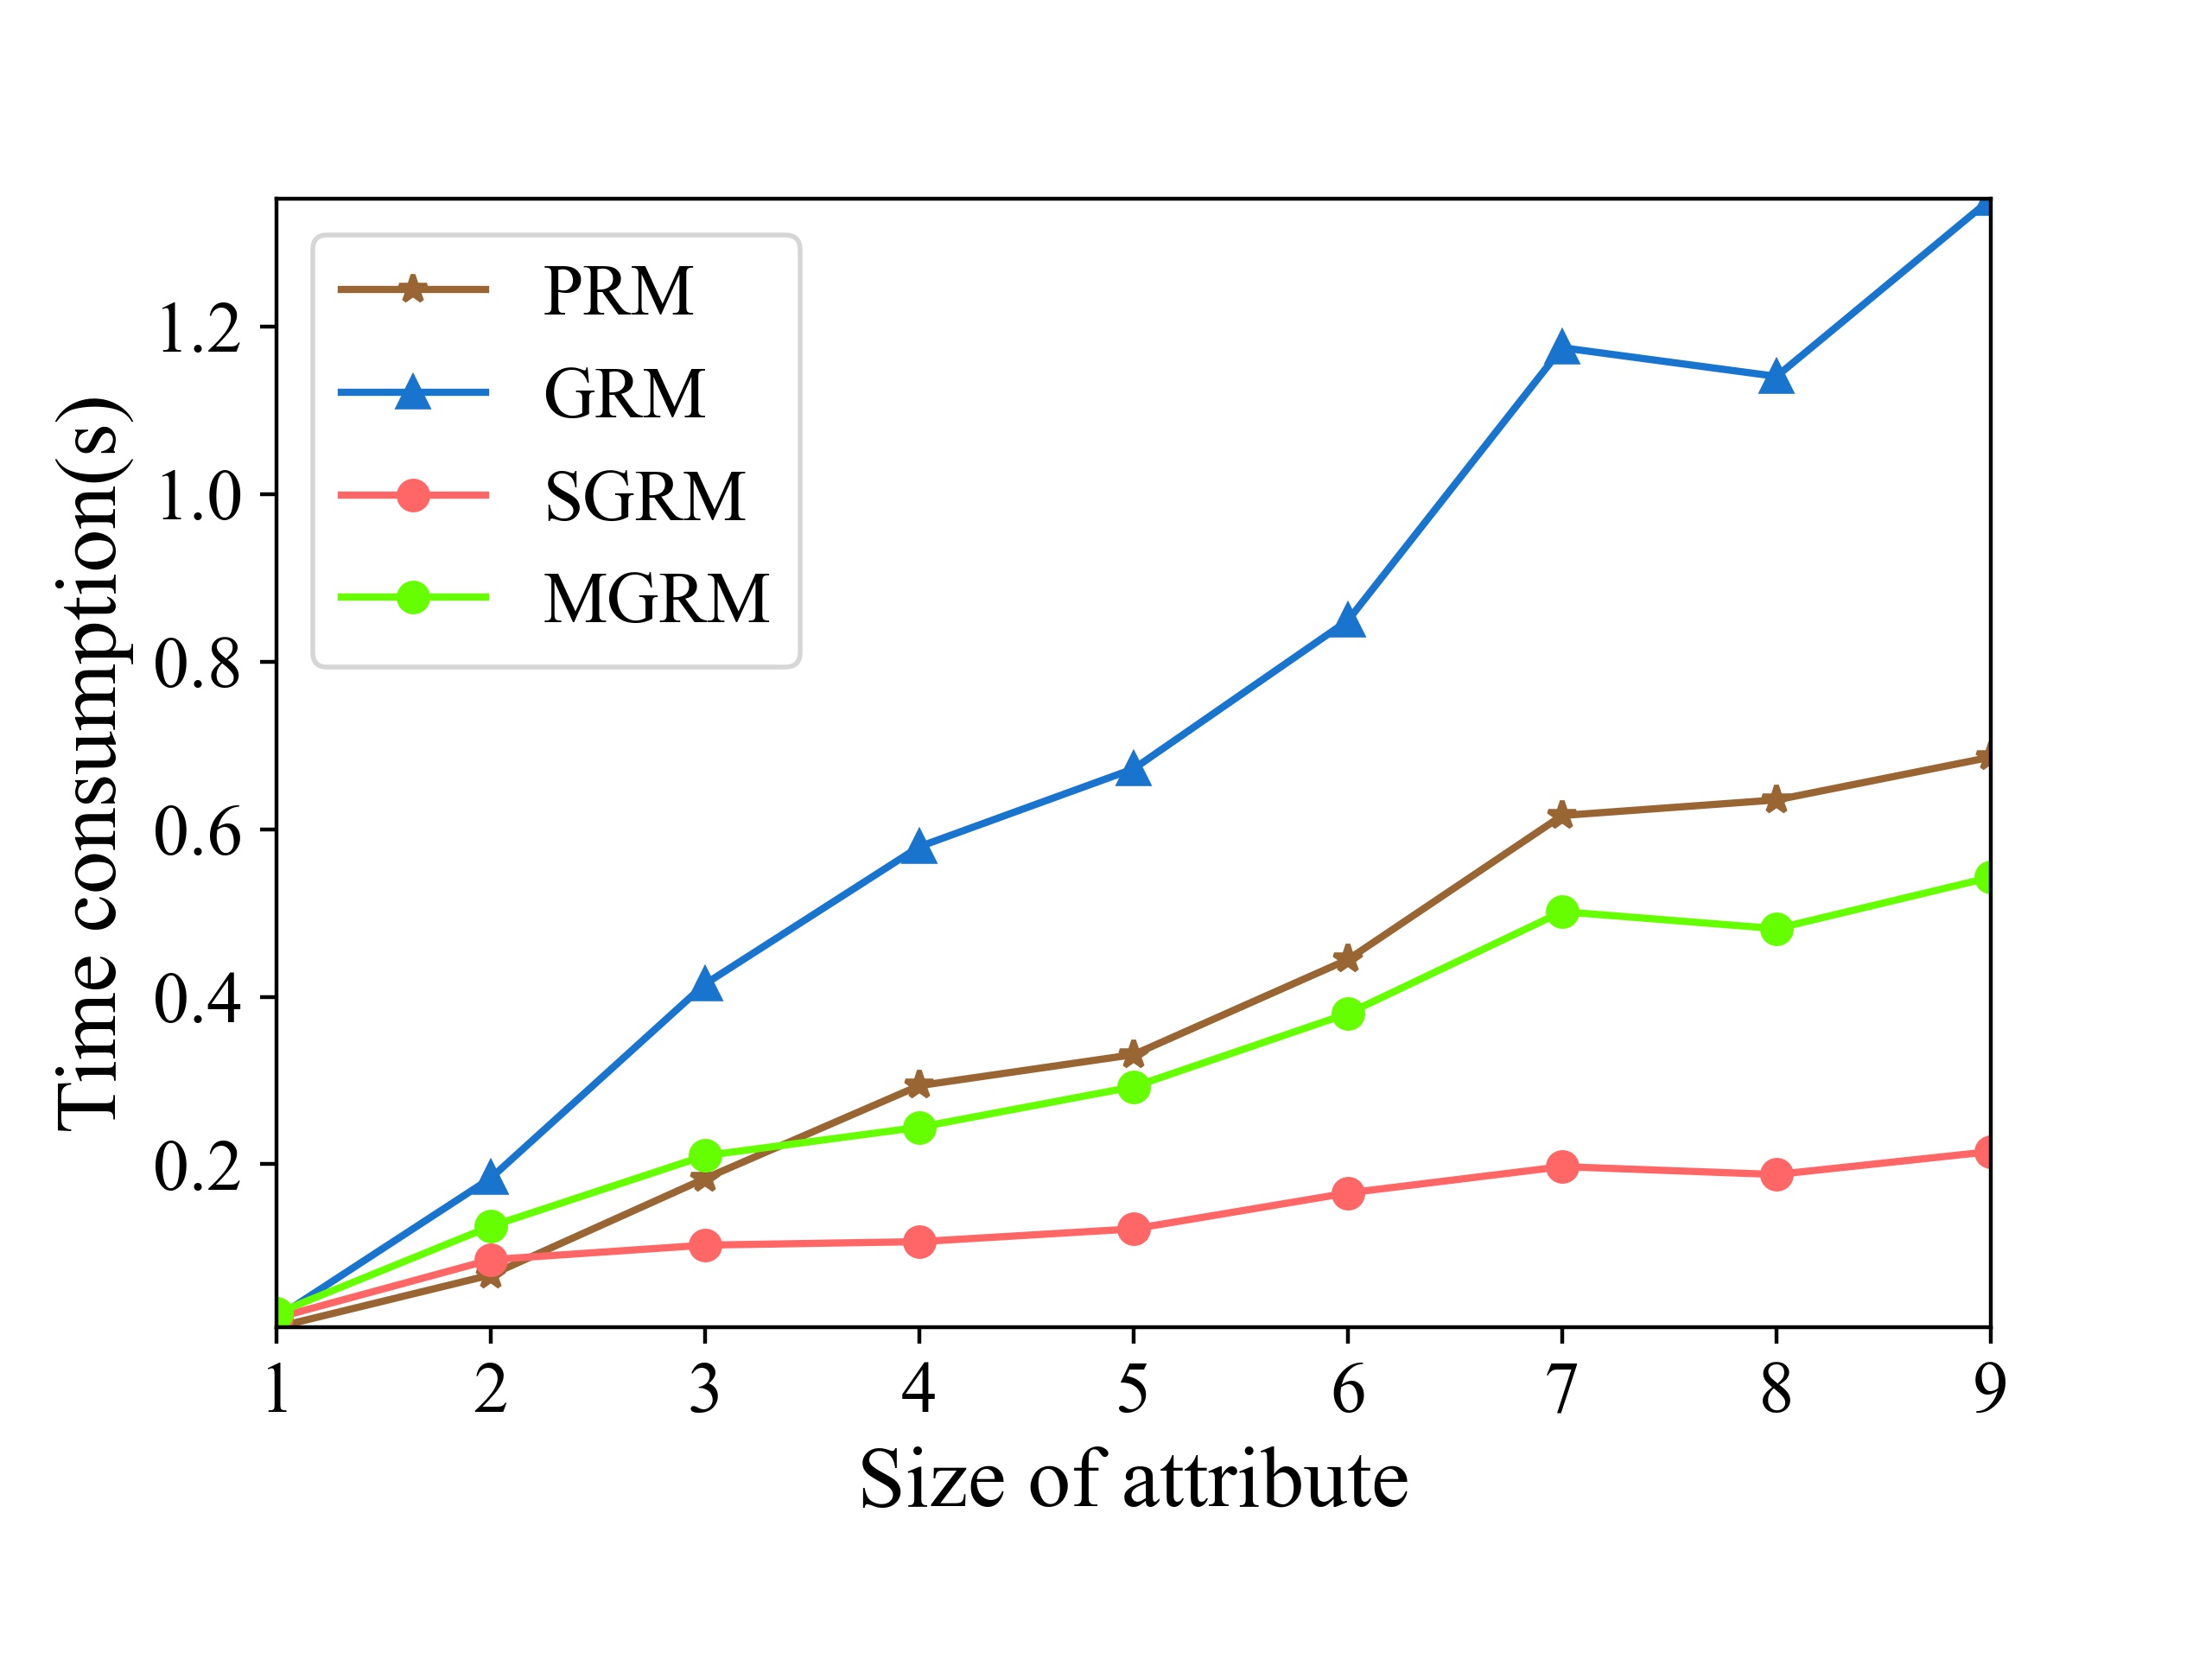 PRM
GRM
SGRM
MGRM
Time consumption(s)
1.2
1.0
0.8
0.6
0.4
0.2
1 2 3 4 5 6 7 8 9
Size of attribute